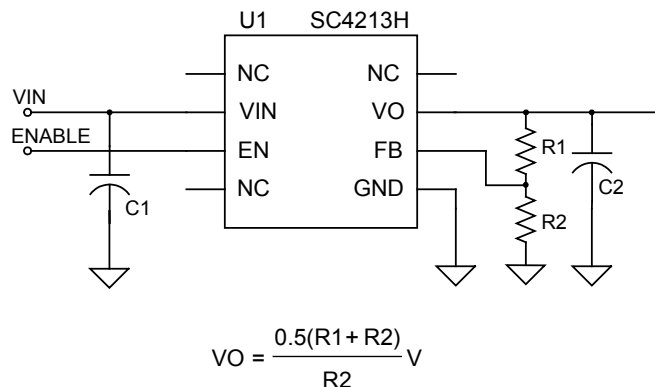 U1 SC4213H
NC NC
VIN VIN VO
ENABLE EN FB R1
C2
NC GND
C1 R2
VO = 0.5(R1+ R2) V
R2